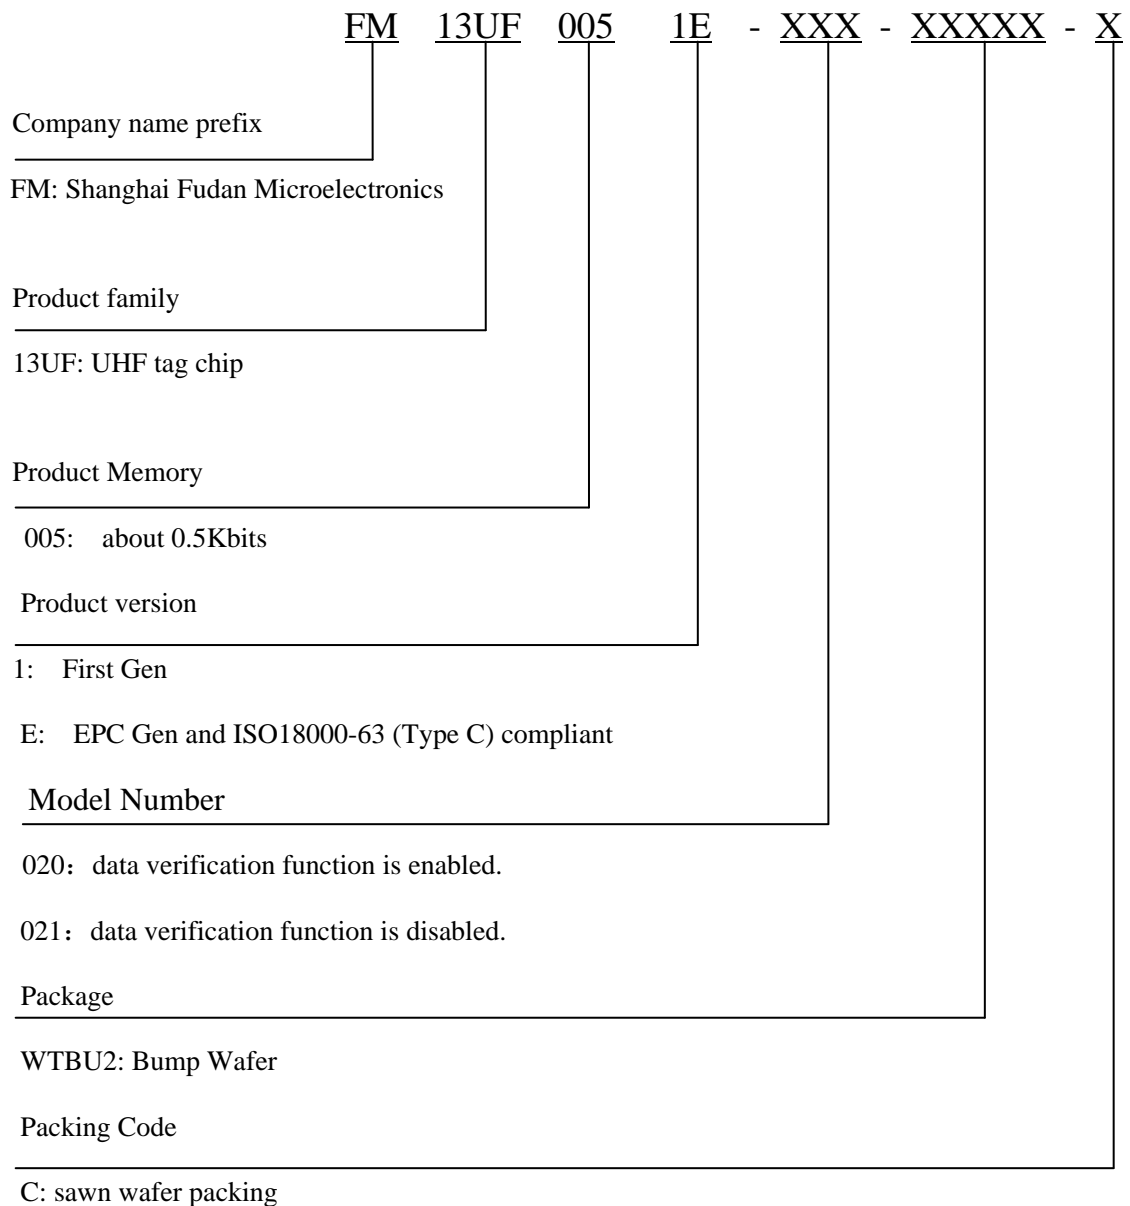 FM 13UF 005 1E - XXX - XXXXX - X
Company name prefix
FM: Shanghai Fudan Microelectronics
Product family
13UF: UHF tag chip
Product Memory
005: about 0.5Kbits
Product version
1: First Gen
E: EPC Gen and ISO18000-63 (Type C) compliant
Model Number
020：data verification function is enabled.
021：data verification function is disabled.
Package
WTBU2: Bump Wafer
Packing Code
C: sawn wafer packing